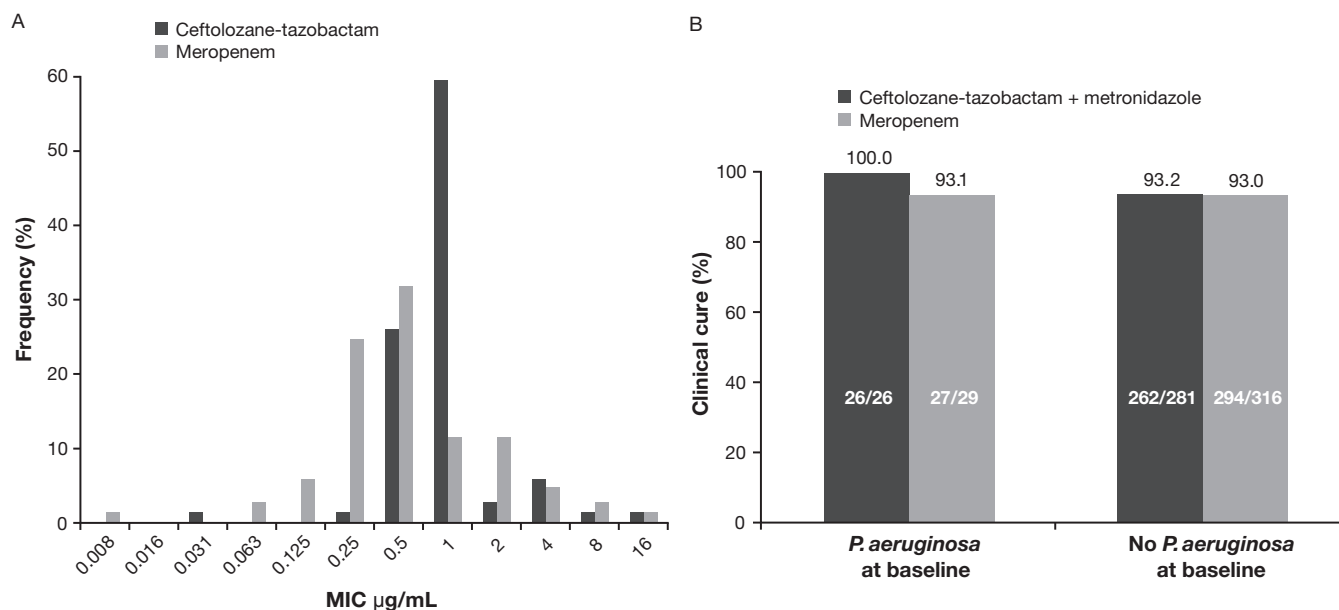 A
Ceftolozane-tazobactam
Meropenem
Frequency (%)
60
50
40
30
20
10
0
0.008
0.016
0.031
0.063
0.125
0.25
0.5
1
2
4
8
16
MIC µg/mL
B
Ceftolozane-tazobactam + metronidazole
Meropenem
Clinical cure (%)
100
80
60
40
20
0
100.0
93.1
93.2
93.0
26/26
27/29
262/281
294/316
P. aeruginosa
at baseline
No P. aeruginosa
at baseline